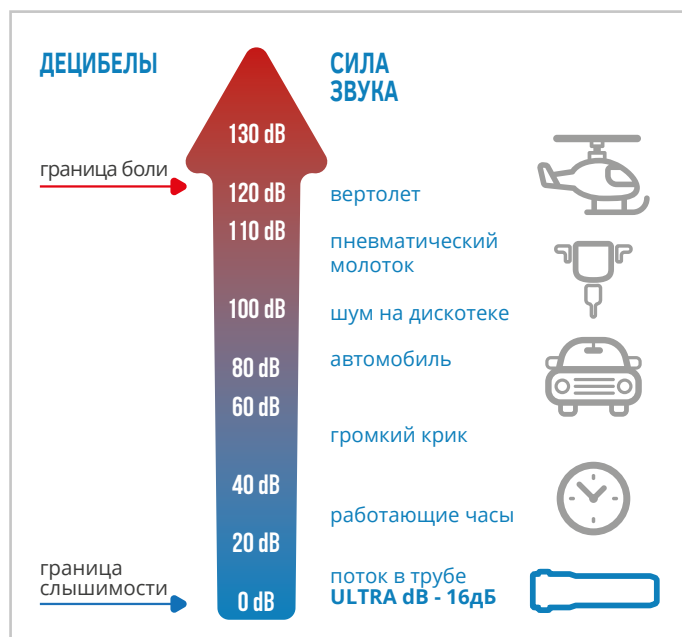 ДЕЦИБЕЛЫ
СИЛА
ЗВУКА
130 dB
граница боли
120 dB
вертолет
110 dB
пневматический
молоток
100 dB
шум на дискотеке
80 dB
автомобиль
60 dB
громкий крик
40 dB
работающие часы
20 dB
граница
слышимости
0 dB
поток в трубе
ULTRA dB - 16дБ